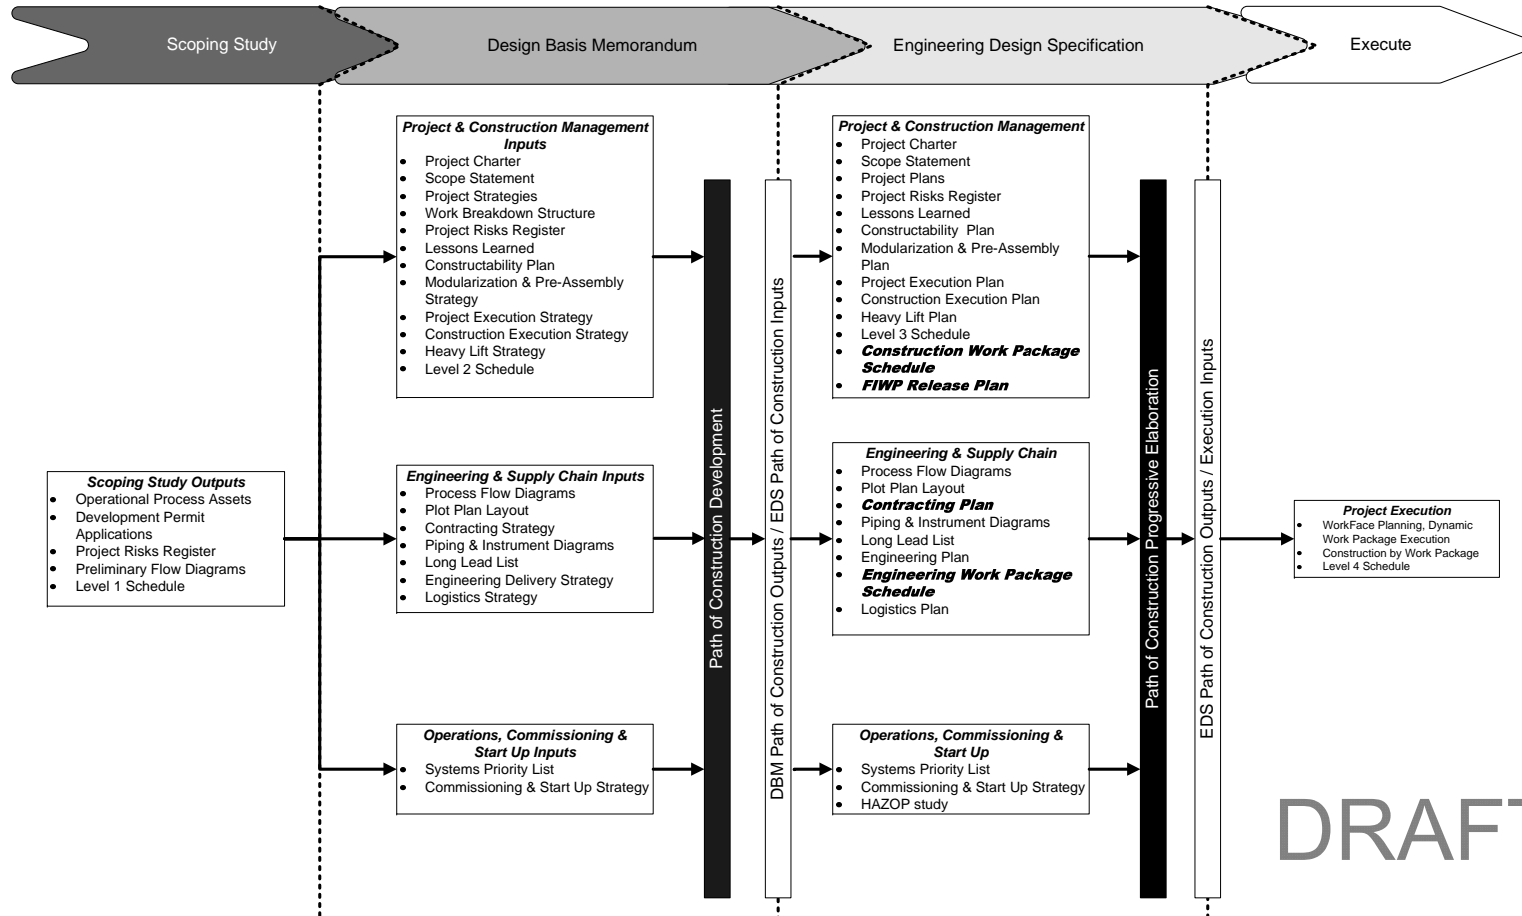 Scoping Study
Design Basis Memorandum
Engineering Design Specification
Execute
Scoping Study Outputs
• Operational Process Assets
• Development Permit
Applications
• Project Risks Register
• Preliminary Flow Diagrams
• Level 1 Schedule
Project & Construction Management
Inputs
• Project Charter
• Scope Statement
• Project Strategies
• Work Breakdown Structure
• Project Risks Register
• Lessons Learned
• Constructability Plan
• Modularization & Pre-Assembly
Strategy
• Project Execution Strategy
• Construction Execution Strategy
• Heavy Lift Strategy
• Level 2 Schedule
Engineering & Supply Chain Inputs
• Process Flow Diagrams
• Plot Plan Layout
• Contracting Strategy
• Piping & Instrument Diagrams
• Long Lead List
• Engineering Delivery Strategy
• Logistics Strategy
Operations, Commissioning &
Start Up Inputs
• Systems Priority List
• Commissioning & Start Up Strategy
Path of Construction Development
DBM Path of Construction Outputs / EDS Path of Construction Inputs
Project & Construction Management
• Project Charter
• Scope Statement
• Project Plans
• Project Risks Register
• Lessons Learned
• Constructability  Plan
• Modularization & Pre-Assembly
Plan
• Project Execution Plan
• Construction Execution Plan
• Heavy Lift Plan
• Level 3 Schedule
• Construction Work Package
Schedule
• FIWP Release Plan
Engineering & Supply Chain
• Process Flow Diagrams
• Plot Plan Layout
• Contracting Plan
• Piping & Instrument Diagrams
• Long Lead List
• Engineering Plan
• Engineering Work Package
Schedule
• Logistics Plan
Operations, Commissioning &
Start Up
• Systems Priority List
• Commissioning & Start Up Strategy
• HAZOP study
Path of Construction Progressive Elaboration
EDS Path of Construction Outputs / Execution Inputs
Project Execution
• WorkFace Planning, Dynamic
Work Package Execution
• Construction by Work Package
• Level 4 Schedule
DRAFT